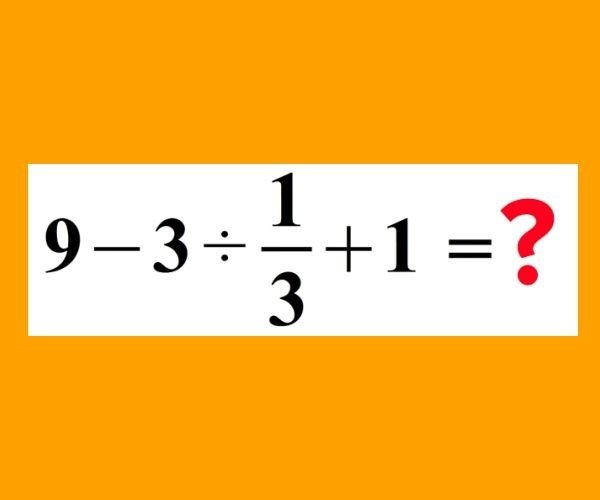 9 − 3 ÷ 1/3 + 1 = ?